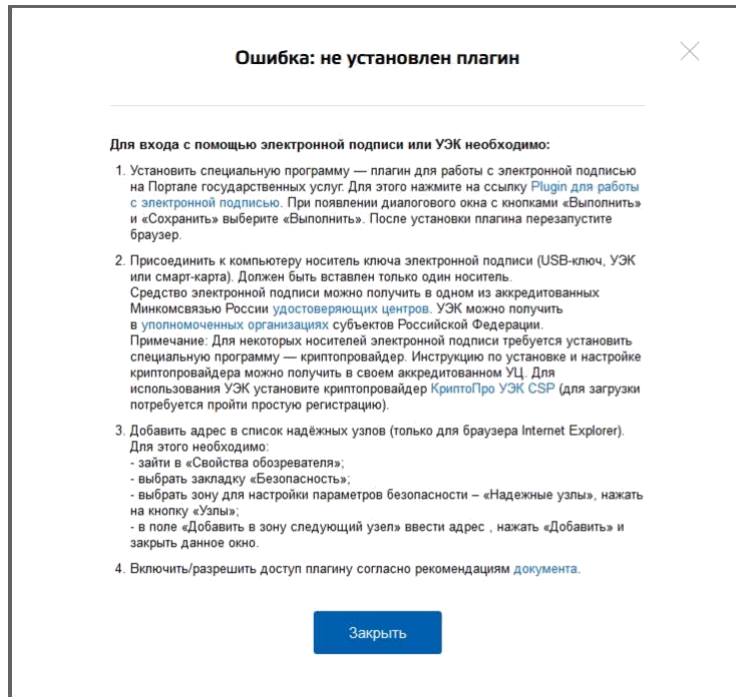 Ошибка: не установлен плагин
Для входа с помощью электронной подписи или УЭК необходимо:
1. Установить специальную программу — плагин для работы с электронной подписью
на Портале государственных услуг. Для этого нажмите на ссылку Plugin для работы
с электронной подписью. При появлении диалогового окна с кнопками «Выполнить»
и «Сохранить» выберите «Выполнить». После установки плагина перезапустите
браузер.
2. Присоединить к компьютеру носитель ключа электронной подписи (USB-ключ, УЭК
или смарт-карта). Должен быть вставлен только один носитель.
Средство электронной подписи можно получить в одном из аккредитованных
Минкомсвязью России удостоверяющих центров. УЭК можно получить
в уполномоченных организациях субъектов Российской Федерации.
Примечание: Для некоторых носителей электронной подписи требуется установить
специальную программу — криптопровайдер. Инструкцию по установке и настройке
криптопровайдера можно получить в своем аккредитованном УЦ. Для
использования УЭК установите криптопровайдер КриптоПро УЭК CSP (для загрузки
потребуется пройти простую регистрацию).
3. Добавить адрес в список надёжных узлов (только для браузера Internet Explorer).
Для этого необходимо:
- зайти в «Свойства обозревателя»;
- выбрать закладку «Безопасность»;
- выбрать зону для настройки параметров безопасности – «Надежные узлы», нажать
на кнопку «Узлы»;
- в поле «Добавить в зону следующий узел» ввести адрес , нажать «Добавить» и
закрыть данное окно.
4. Включить/разрешить доступ плагину согласно рекомендациям документа.
Закрыть